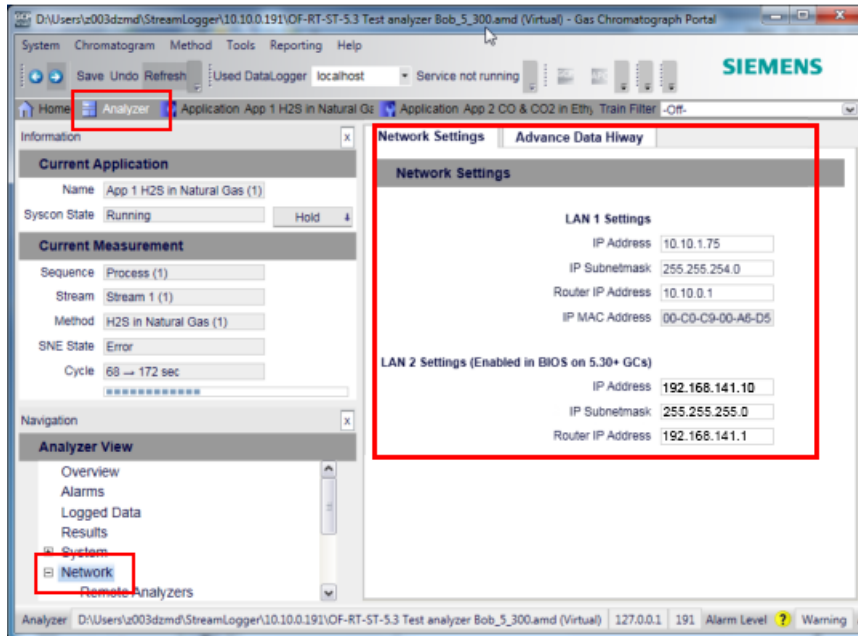 D:\Users\z003dzmd\StreamLogger\10.10.0.191\OF-RT-ST-5.3 Test analyzer Bob_5_300.amd (Virtual) - Gas Chromatograph Portal
System Chromatogram Method Tools Reporting Help
Save Undo Refresh Used DataLogger localhost Service not running
SIEMENS
Home Analyzer Application App 1 H2S in Natural Ga Application App 2 CO & CO2 in Ethy Train Filter -Off-
Information x
Current Application
Name App 1 H2S in Natural Gas (1)
Syscon State Running Hold
Current Measurement
Sequence Process (1)
Stream Stream 1 (1)
Method H2S in Natural Gas (1)
SNE State Error
Cycle 68 → 172 sec
Navigation x
Analyzer View
Overview
Alarms
Logged Data
Results
System
Network
Remote Analyzers
Network Settings Advance Data Hiway
Network Settings
LAN 1 Settings
IP Address 10.10.1.75
IP Subnetmask 255.255.254.0
Router IP Address 10.10.0.1
IP MAC Address 00-C0-C9-00-A6-D5
LAN 2 Settings (Enabled in BIOS on 5.30+ GCs)
IP Address 192.168.141.10
IP Subnetmask 255.255.255.0
Router IP Address 192.168.141.1
Analyzer D:\Users\z003dzmd\StreamLogger\10.10.0.191\OF-RT-ST-5.3 Test analyzer Bob_5_300.amd (Virtual) 127.0.0.1 191 Alarm Level ? Warning